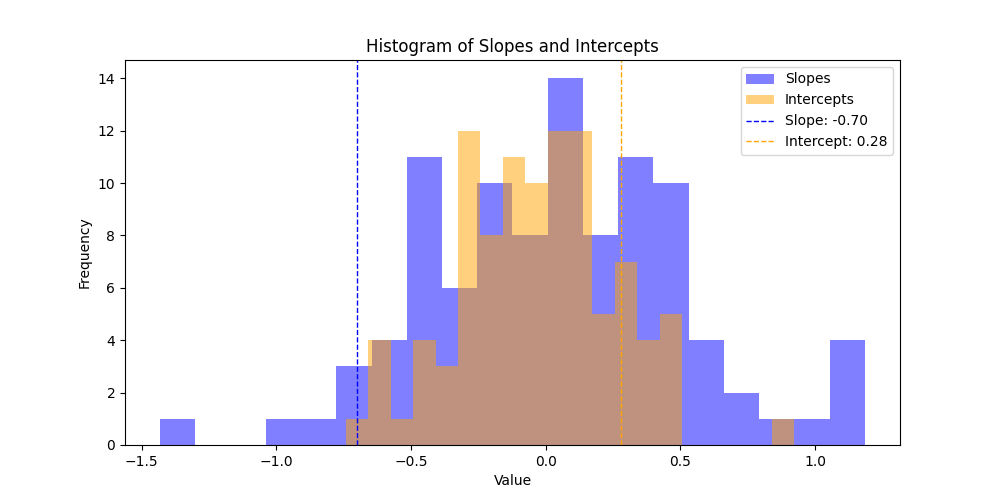 Histogram of Slopes and Intercepts
Frequency
14
12
10
8
6
4
2
0
−1.5
−1.0
−0.5
0.0
0.5
1.0
Value
Slopes
Intercepts
Slope: -0.70
Intercept: 0.28